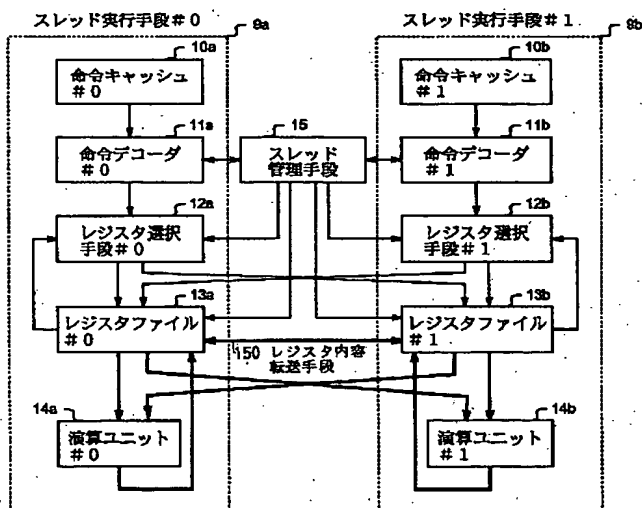 スレッド実行手段#0
9a
スレッド実行手段#1
9b
10a
命令キャッシュ
#0
10b
命令キャッシュ
#1
11a
命令デコーダ
#0
15
スレッド
管理手段
11b
命令デコーダ
#1
12a
レジスタ選択
手段#0
12b
レジスタ選択
手段#1
13a
レジスタファイル
#0
13b
レジスタファイル
#1
150 レジスタ内容
転送手段
14a
演算ユニット
#0
14b
演算ユニット
#1